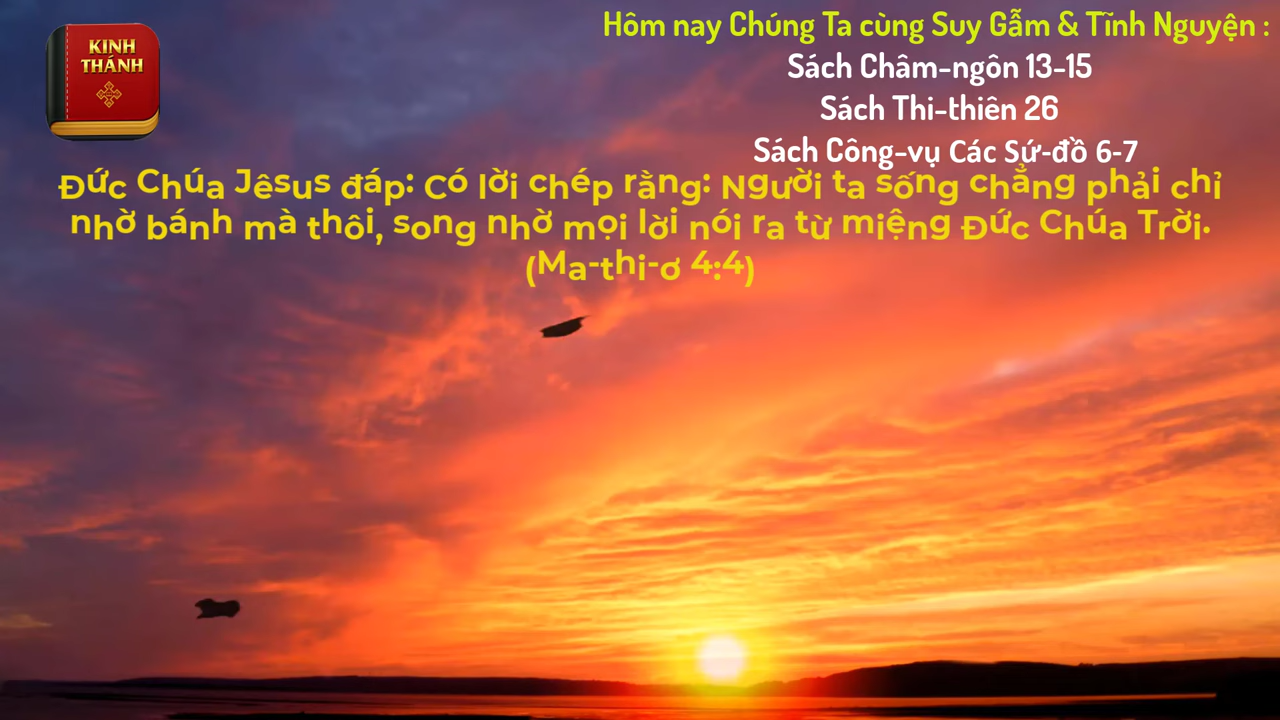 KINH
THÁNH
Hôm nay Chúng Ta cùng Suy Gẫm & Tĩnh Nguyện :
Sách Châm-ngôn 13-15
Sách Thi-thiên 26
Sách Công-vụ Các Sứ-đồ 6-7
Đức Chúa Jêsus đáp: Có lời chép rằng: Người ta sống chẳng phải chỉ
nhờ bánh mà thôi, song nhờ mọi lời nói ra từ miệng Đức Chúa Trời.
(Ma-thi-ơ 4:4)